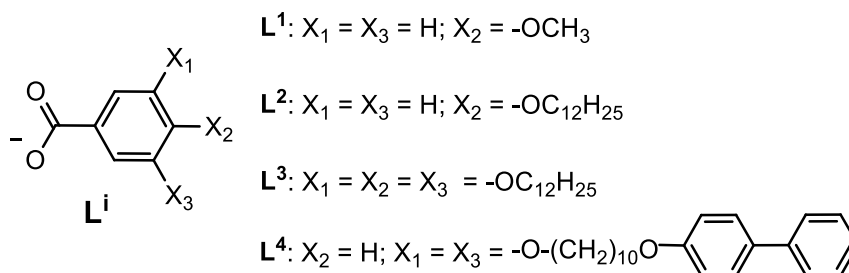 X₁
O
X₂
⁻O
X₃
Lⁱ
L¹: X₁ = X₃ = H; X₂ = -OCH₃
L²: X₁ = X₃ = H; X₂ = -OC₁₂H₂₅
L³: X₁ = X₂ = X₃ = -OC₁₂H₂₅
L⁴: X₂ = H; X₁ = X₃ = -O-(CH₂)₁₀O